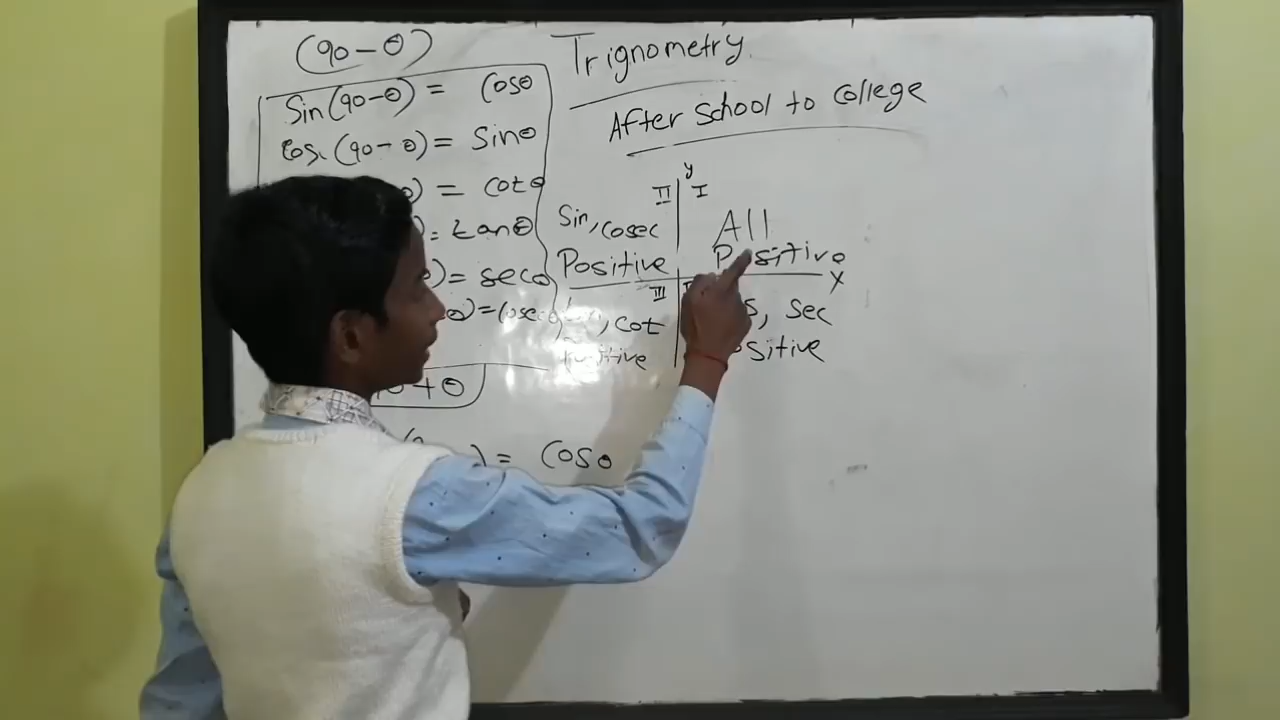 (90-θ)
Sin(90-θ) = Cosθ
Cos(90-θ) = Sinθ
) = cotθ
) = tanθ
) = secθ
θ) = cosecθ
+θ
) = Cosθ
Trignometry
After school to college
y
II I
Sin, cosec
Positive
All
Positive
x
III
, cot
sitive
, sec
sitive